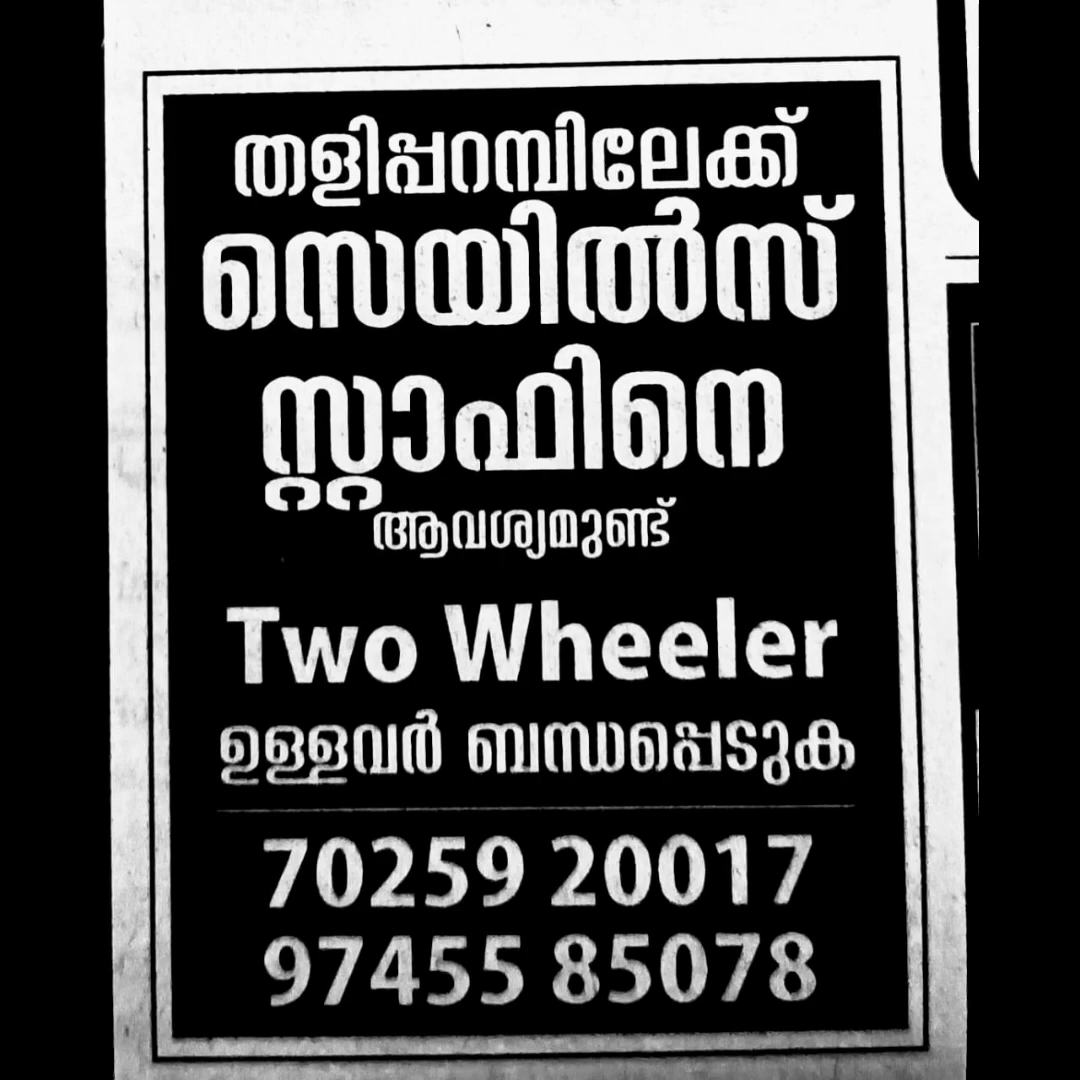 തളിപ്പറമ്പിലേക്ക്
സെയിൽസ്
സ്റ്റാഫിനെ
ആവശ്യമുണ്ട്
Two Wheeler
ഉള്ളവർ ബന്ധപ്പെടുക
70259 20017
97455 85078